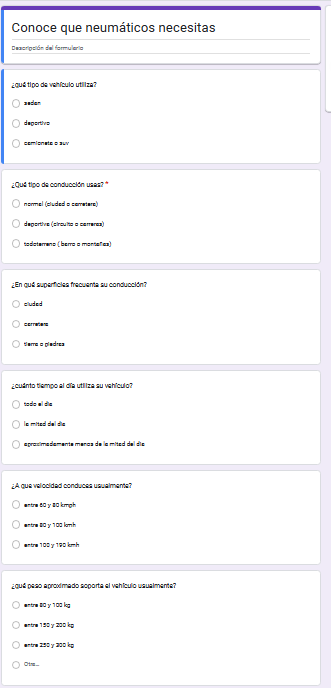 Conoce que neumáticos necesitas
Descripción del formulario
¿qué tipo de vehículo utiliza?
sedan
deportivo
camioneta o suv
¿Qué tipo de conducción usas? *
normal (ciudad o carretera)
deportiva (circuito o carreras)
todoterreno ( barro o montañas)
¿En qué superficies frecuenta su conducción?
ciudad
carretera
tierra o piedras
¿cuánto tiempo al día utiliza su vehículo?
todo el dia
la mitad del dia
aproximadamente menos de la mitad del dia
¿A que velocidad conduces usualmente?
entre 60 y 80 kmph
entre 80 y 100 kmh
entre 100 y 190 kmh
¿qué peso aproximado soporta el vehículo usualmente?
entre 80 y 100 kg
entre 150 y 200 kg
entre 250 y 300 kg
Otro...